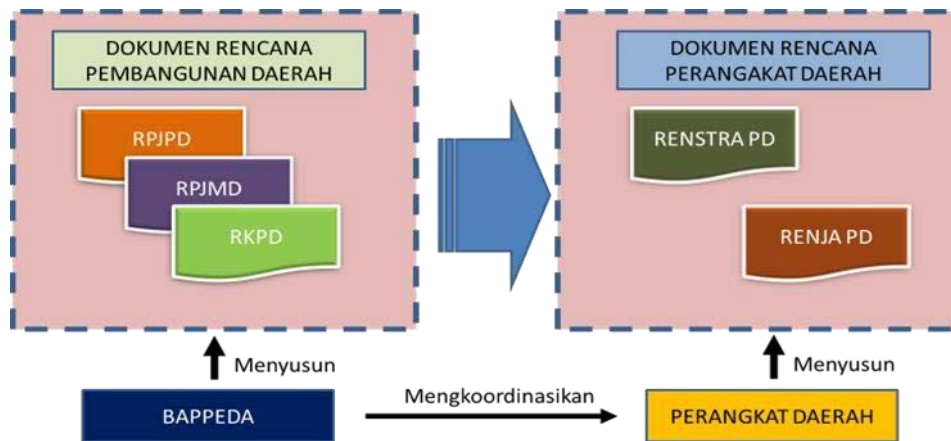 DOKUMEN RENCANA
PEMBANGUNAN DAERAH
RPJPD
RPJMD
RKPD
DOKUMEN RENCANA
PERANGAKAT DAERAH
RENSTRA PD
RENJA PD
Menyusun
Menyusun
BAPPEDA
Mengkoordinasikan
PERANGKAT DAERAH